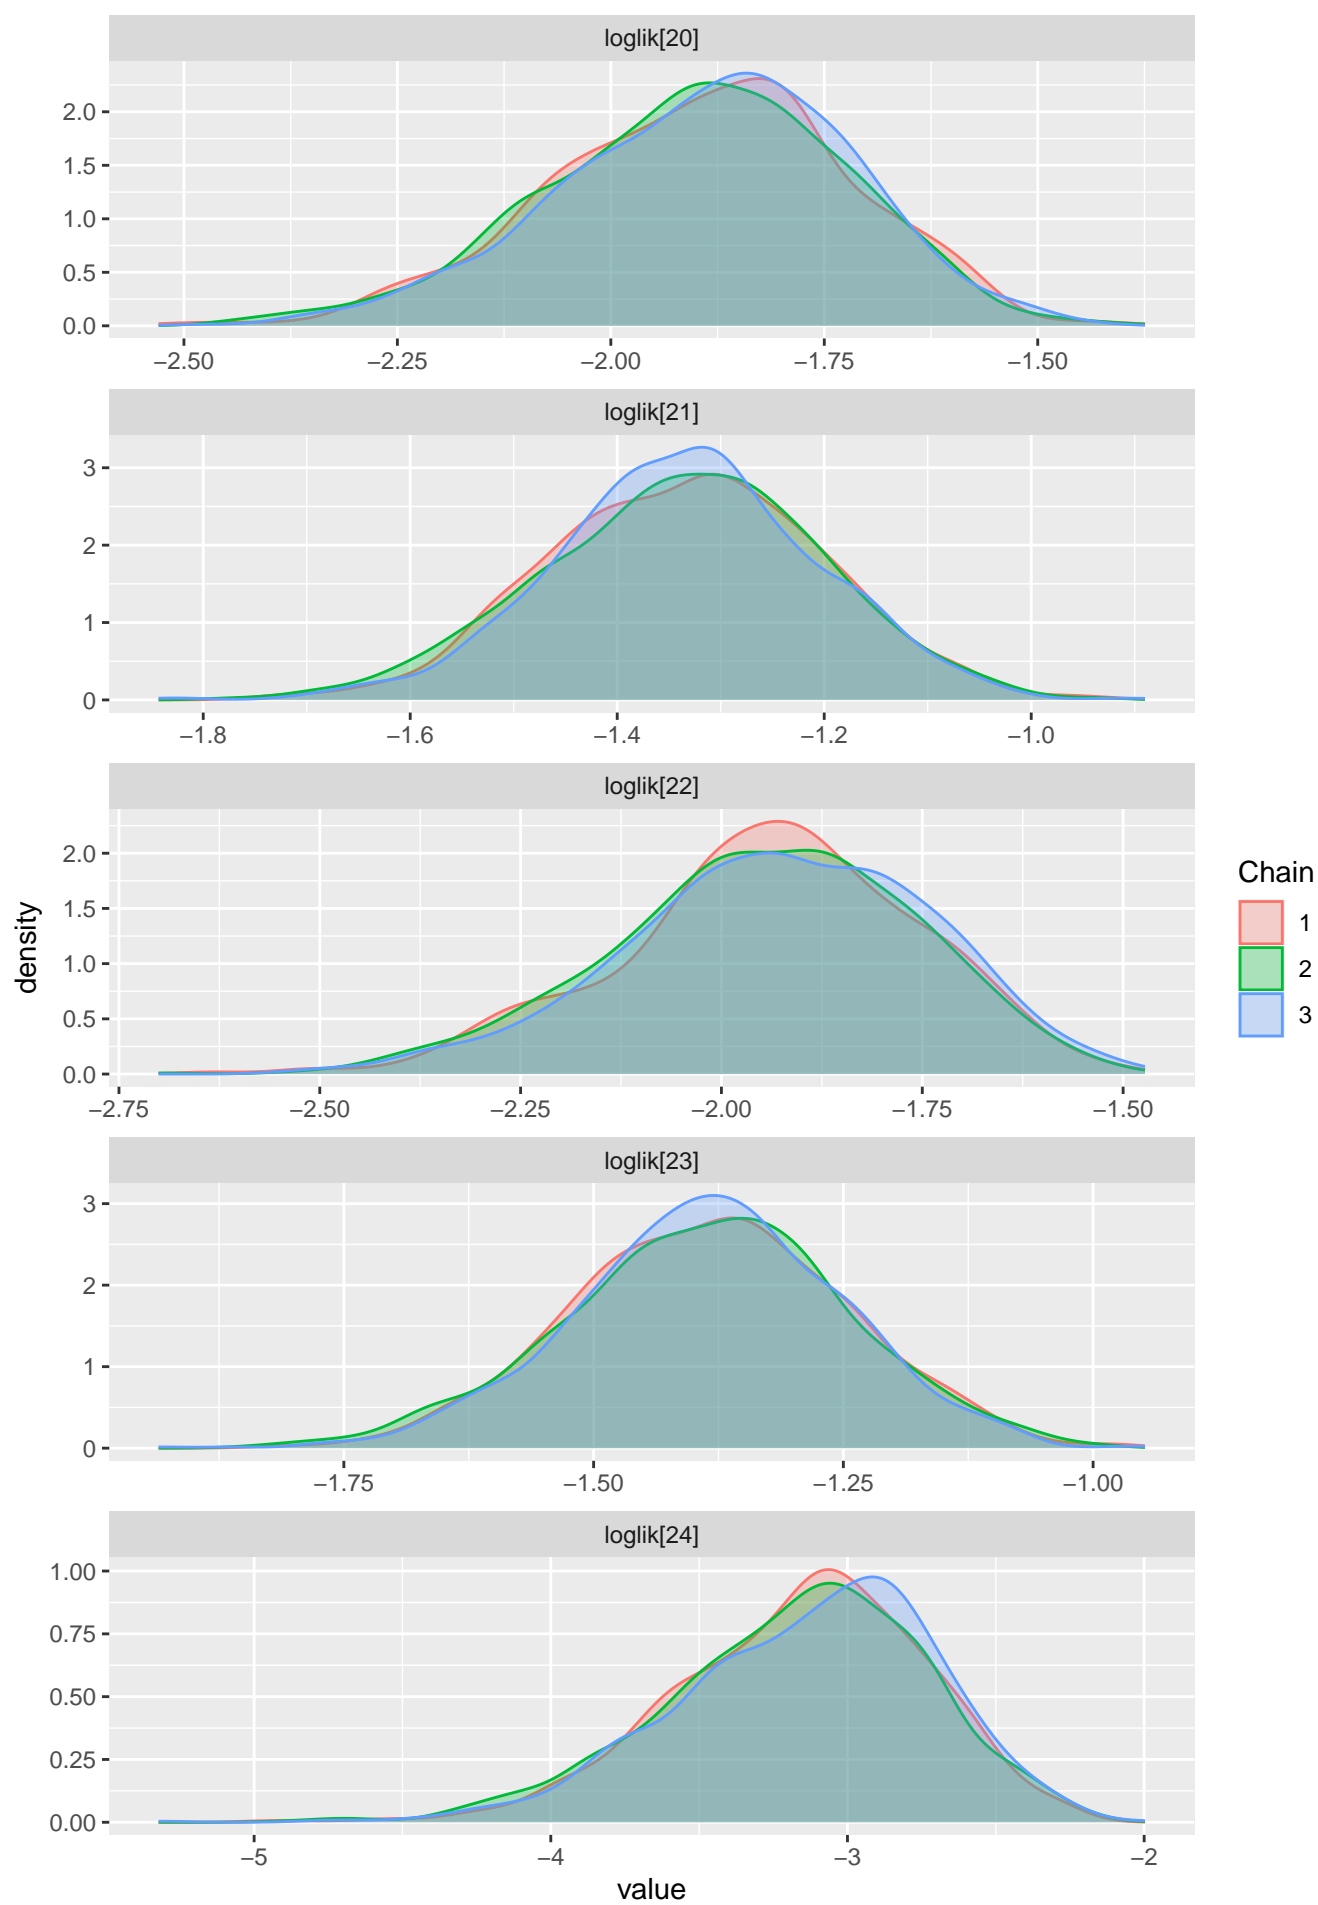 loglik[20]
2.0
1.5
1.0
0.5
0.0
−2.50 −2.25 −2.00 −1.75 −1.50
loglik[21]
3
2
1
0
−1.8 −1.6 −1.4 −1.2 −1.0
loglik[22]
2.0
1.5
1.0
0.5
0.0
−2.75 −2.50 −2.25 −2.00 −1.75 −1.50
loglik[23]
3
2
1
0
−1.75 −1.50 −1.25 −1.00
loglik[24]
1.00
0.75
0.50
0.25
0.00
−5 −4 −3 −2
value
density
Chain
1
2
3